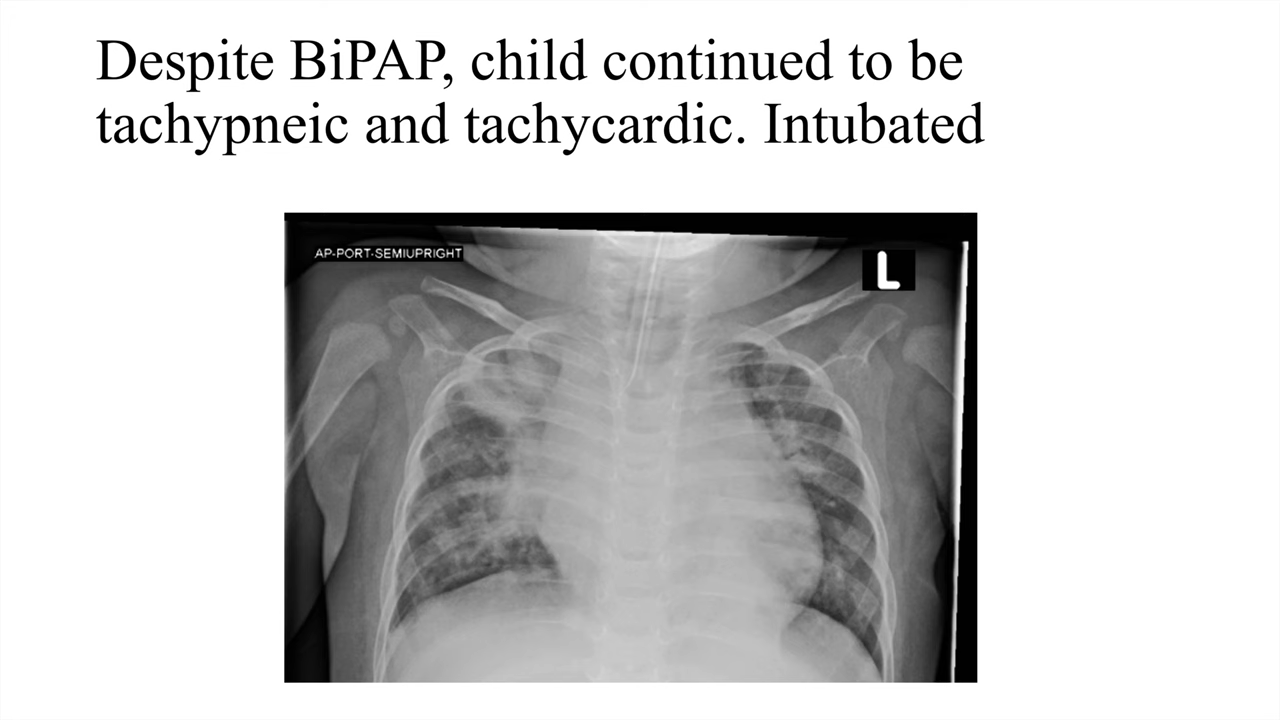 Despite BiPAP, child continued to be
tachypneic and tachycardic. Intubated
AP-PORT-SEMIUPRIGHT
L